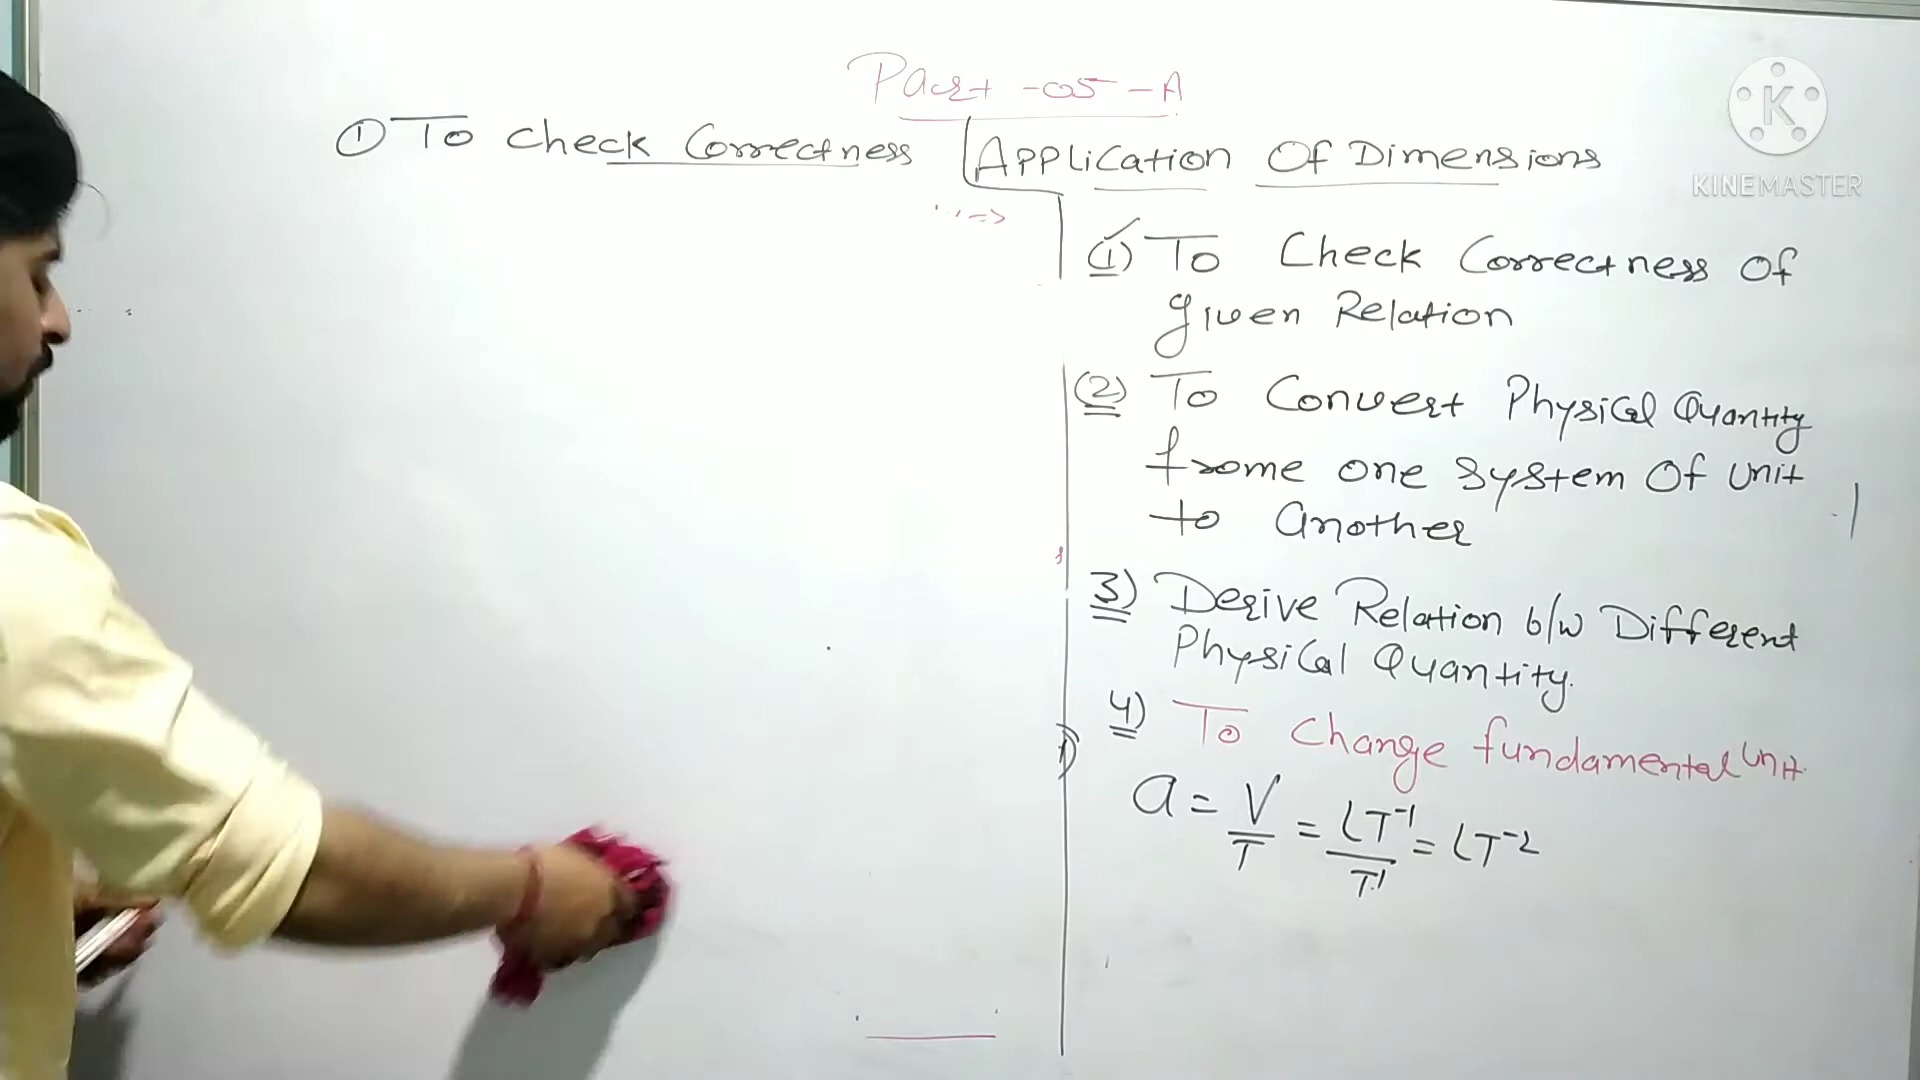 Part -05 -A
① To Check Correctness
Application Of Dimensions
(1) To Check Correctness Of
given Relation
(2) To Convert Physical Quantity
frome one system Of Unit
to another
3) Derive Relation b/w Different
Physical Quantity.
4) To Change fundamental Unit
a = V/T = LT⁻¹/T¹ = LT⁻²
K
KINEMASTER